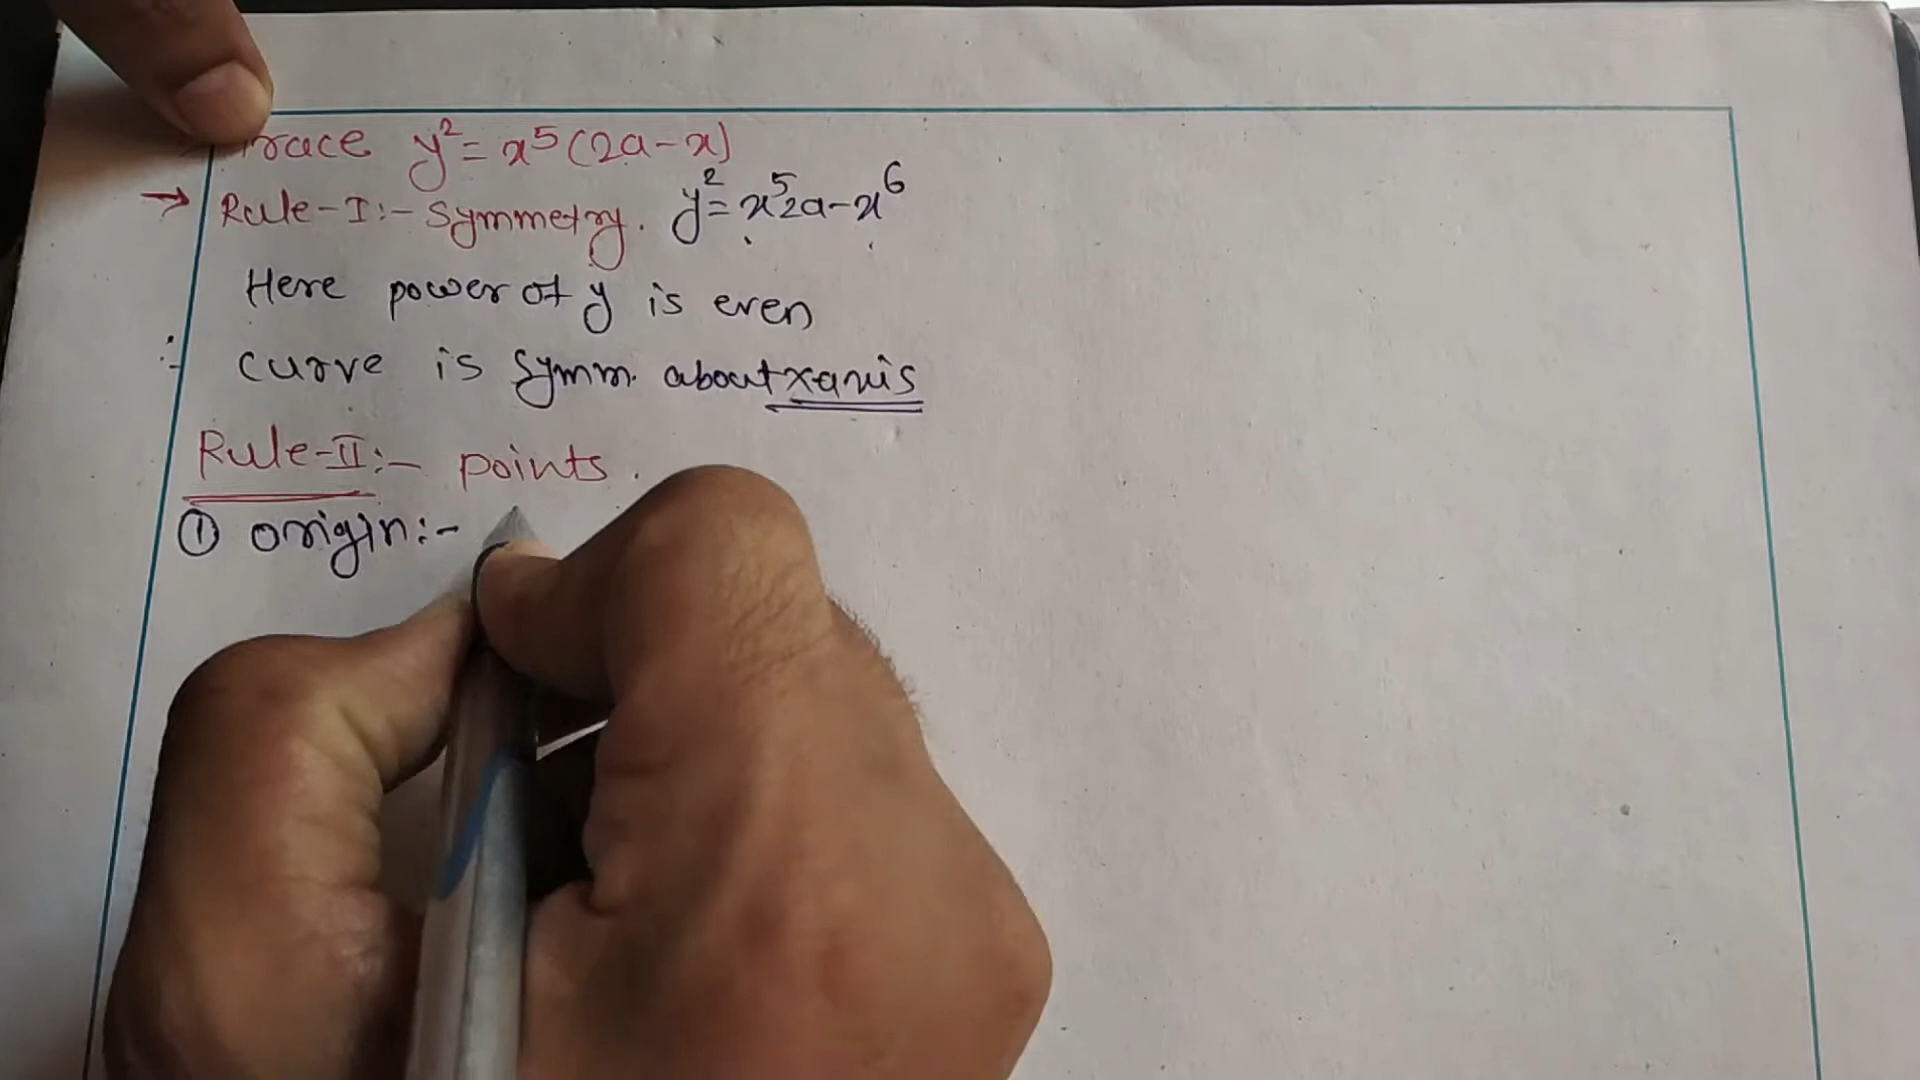 Trace y² = x⁵(2a-x)
→ Rule-I:- Symmetry. y² = x⁵2a-x⁶
Here power of y is even
∴ curve is symm. about x-axis
Rule-II:- points.
① origin:-